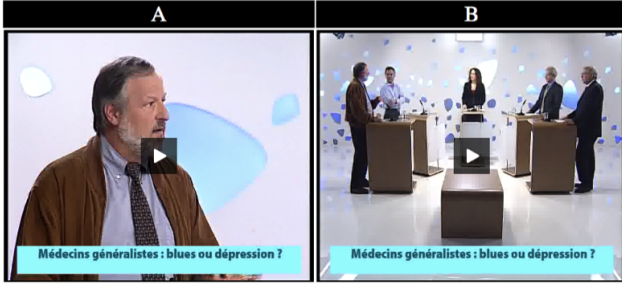 A
B
Médecins généralistes : blues ou dépression ?
Médecins généralistes : blues ou dépression ?